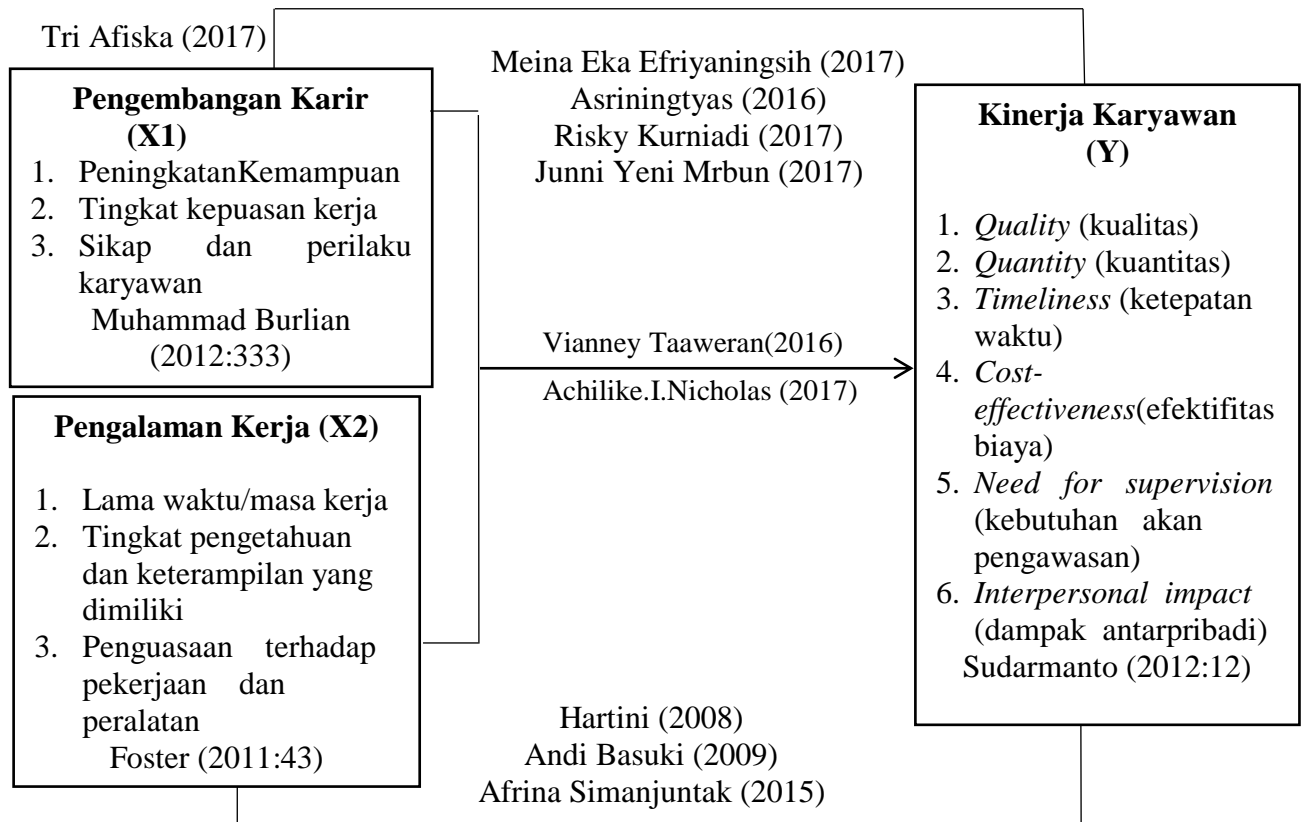 Tri Afiska (2017)
Meina Eka Efriyaningsih (2017)
Asriningtyas (2016)
Risky Kurniadi (2017)
Junni Yeni Mrbun (2017)
Pengembangan Karir
(X1)
1. PeningkatanKemampuan
2. Tingkat kepuasan kerja
3. Sikap dan perilaku
karyawan
Muhammad Burlian
(2012:333)
Vianney Taaweran(2016)
Achilike.I.Nicholas (2017)
Pengalaman Kerja (X2)
1. Lama waktu/masa kerja
2. Tingkat pengetahuan
dan keterampilan yang
dimiliki
3. Penguasaan terhadap
pekerjaan dan
peralatan
Foster (2011:43)
Hartini (2008)
Andi Basuki (2009)
Afrina Simanjuntak (2015)
Kinerja Karyawan
(Y)
1. Quality (kualitas)
2. Quantity (kuantitas)
3. Timeliness (ketepatan
waktu)
4. Cost-
effectiveness(efektifitas
biaya)
5. Need for supervision
(kebutuhan akan
pengawasan)
6. Interpersonal impact
(dampak antarpribadi)
Sudarmanto (2012:12)